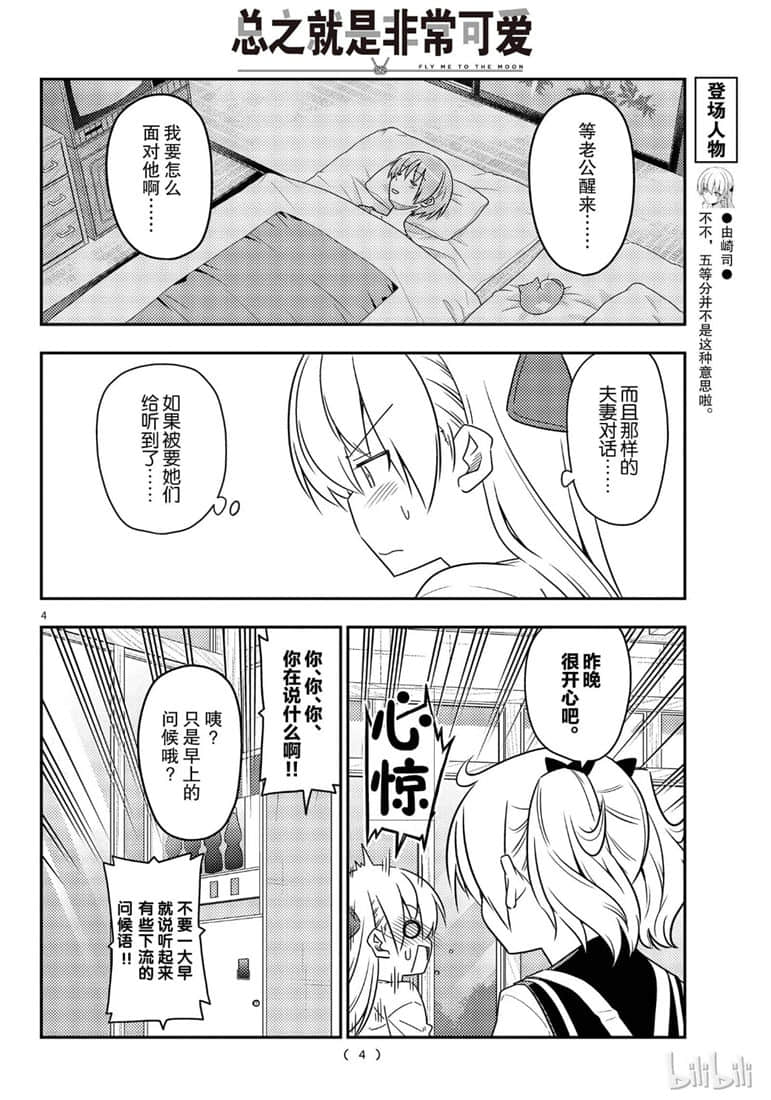 总之就是非常可爱
FLY ME TO THE MOON
登场人物
●由崎司●
不不，五等分并不是这种意思啦。
等老公醒来……
我要怎么
面对他啊……
而且那样的
夫妻对话……
如果被要她们
给听到了……
4
昨晚
很开心吧。
心惊
你、你、你、
你在说什么啊!!
咦？
只是早上的
问候哦？
不要一大早
就说听起来
有些下流的
问候语!!
( 4 )
bilibili